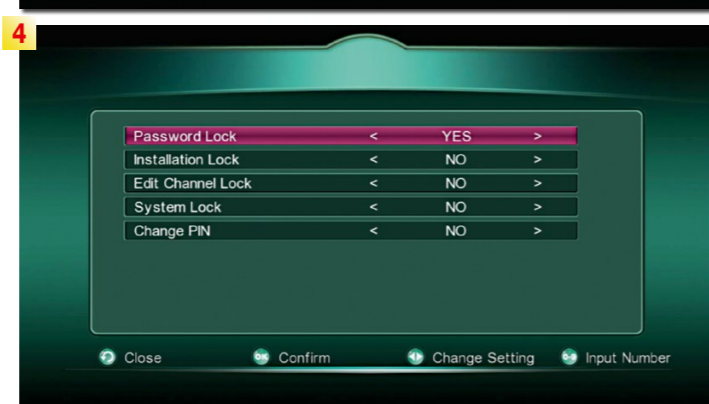 4
Password Lock < YES >
Installation Lock < NO >
Edit Channel Lock < NO >
System Lock < NO >
Change PIN < NO >
Close OK Confirm Change Setting 0-9 Input Number